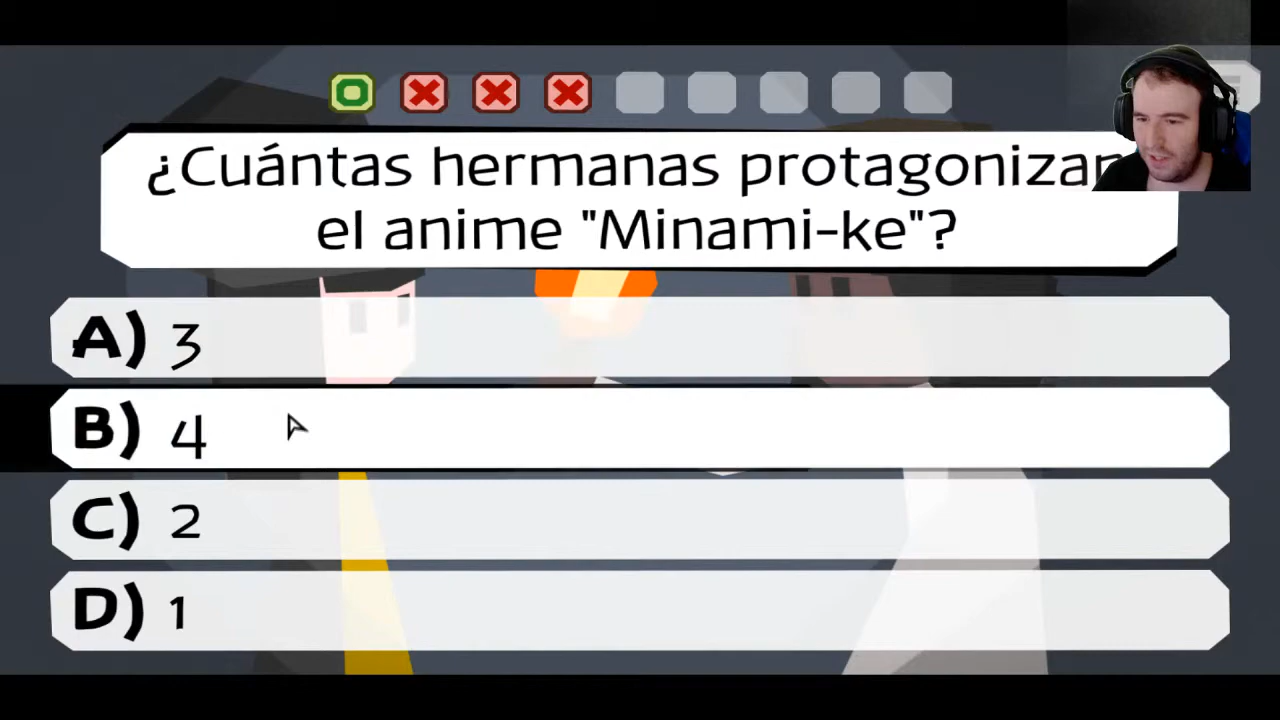 ¿Cuántas hermanas protagonizan
el anime "Minami-ke"?
A) 3
B) 4
C) 2
D) 1